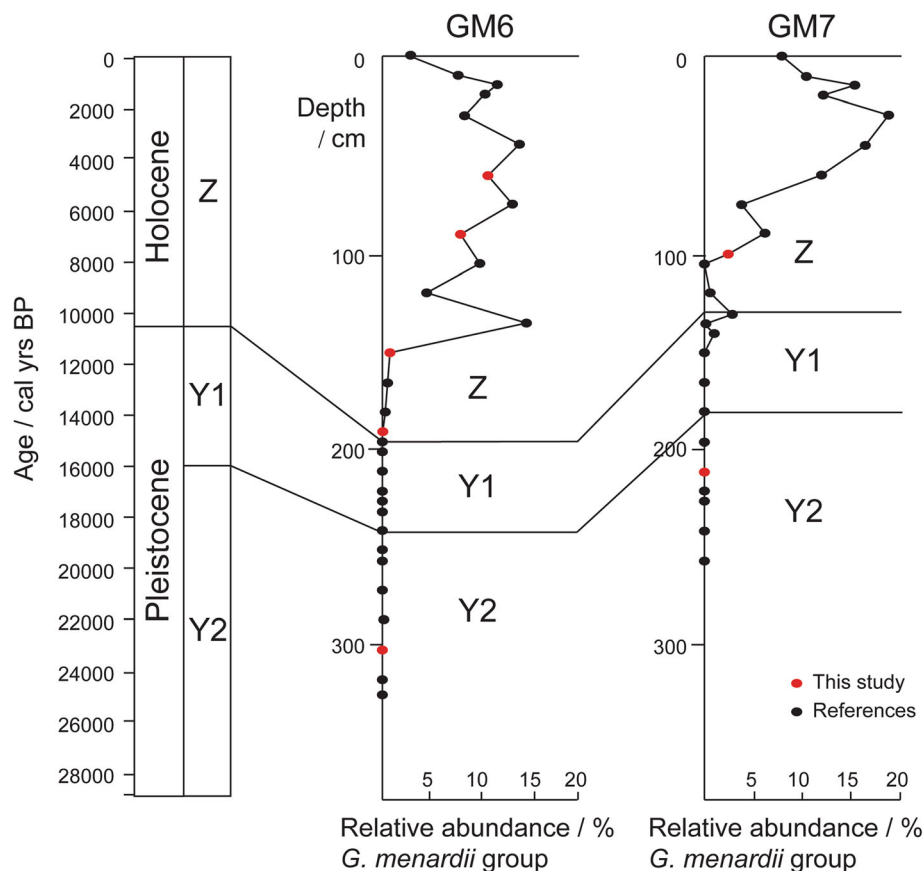 GM6
GM7
0
2000
4000
6000
8000
10000
12000
14000
16000
18000
20000
22000
24000
26000
28000
Age / cal yrs BP
Holocene
Pleistocene
Z
Y1
Y2
Depth
/ cm
0
100
200
300
Z
Y1
Y2
5 10 15 20
Relative abundance / %
G. menardii group
0
100
200
300
Z
Y1
Y2
This study
References
5 10 15 20
Relative abundance / %
G. menardii group